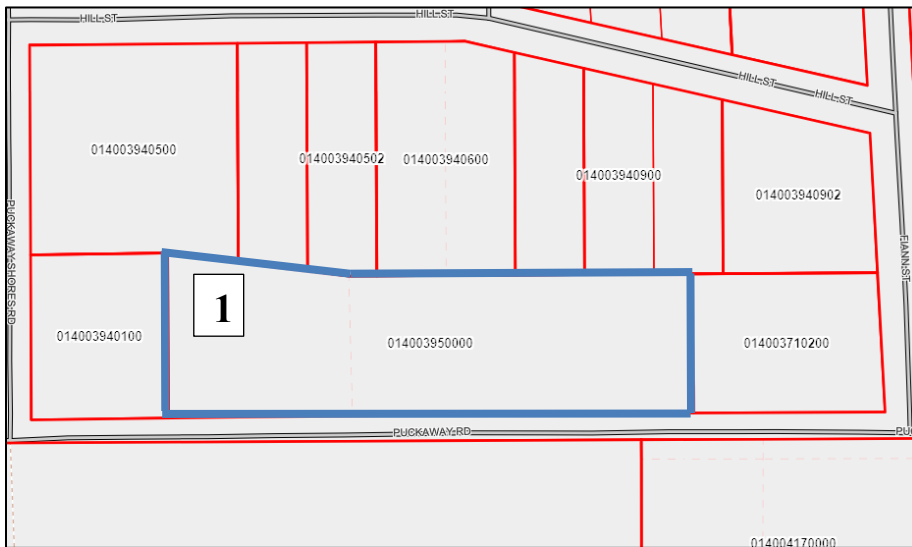 HILL ST
HILL ST
HILL ST
HILL ST
014003940500
014003940502
014003940600
014003940900
014003940902
PUCKAWAY SHORES RD
FIANN ST
1
014003940100
014003950000
014003710200
PUCKAWAY RD
PUC
014004170000